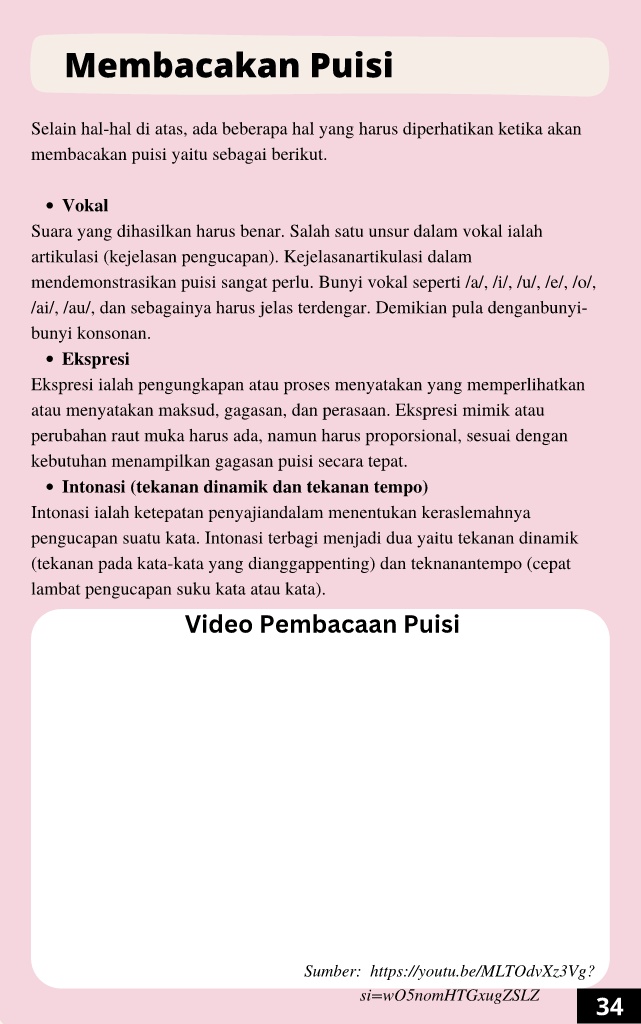 Membacakan Puisi
Selain hal-hal di atas, ada beberapa hal yang harus diperhatikan ketika akan
membacakan puisi yaitu sebagai berikut.
• Vokal
Suara yang dihasilkan harus benar. Salah satu unsur dalam vokal ialah
artikulasi (kejelasan pengucapan). Kejelasanartikulasi dalam
mendemonstrasikan puisi sangat perlu. Bunyi vokal seperti /a/, /i/, /u/, /e/, /o/,
/ai/, /au/, dan sebagainya harus jelas terdengar. Demikian pula denganbunyi-
bunyi konsonan.
• Ekspresi
Ekspresi ialah pengungkapan atau proses menyatakan yang memperlihatkan
atau menyatakan maksud, gagasan, dan perasaan. Ekspresi mimik atau
perubahan raut muka harus ada, namun harus proporsional, sesuai dengan
kebutuhan menampilkan gagasan puisi secara tepat.
• Intonasi (tekanan dinamik dan tekanan tempo)
Intonasi ialah ketepatan penyajiandalam menentukan keraslemahnya
pengucapan suatu kata. Intonasi terbagi menjadi dua yaitu tekanan dinamik
(tekanan pada kata-kata yang dianggappenting) dan teknanantempo (cepat
lambat pengucapan suku kata atau kata).
Video Pembacaan Puisi
Sumber: https://youtu.be/MLTOdvXz3Vg?
si=wO5nomHTGxugZSLZ
34